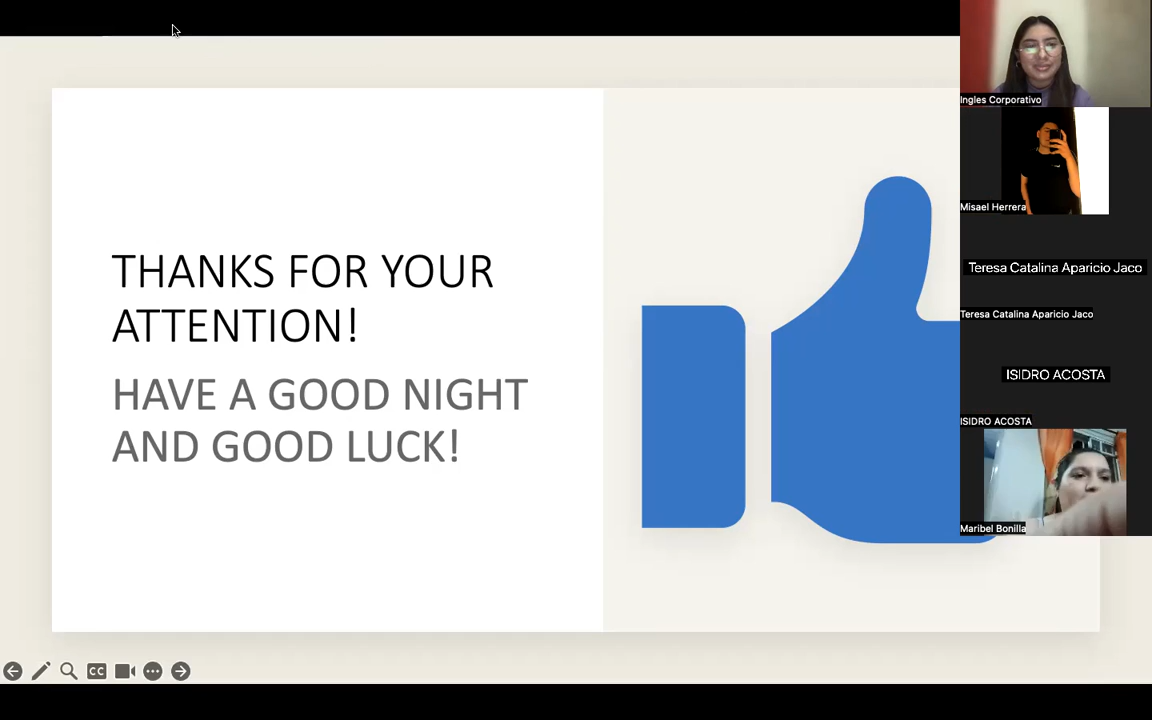 THANKS FOR YOUR
ATTENTION!
HAVE A GOOD NIGHT
AND GOOD LUCK!
Ingles Corporativo
Misael Herrera
Teresa Catalina Aparicio Jaco
Teresa Catalina Aparicio Jaco
ISIDRO ACOSTA
ISIDRO ACOSTA
Maribel Bonilla
CC